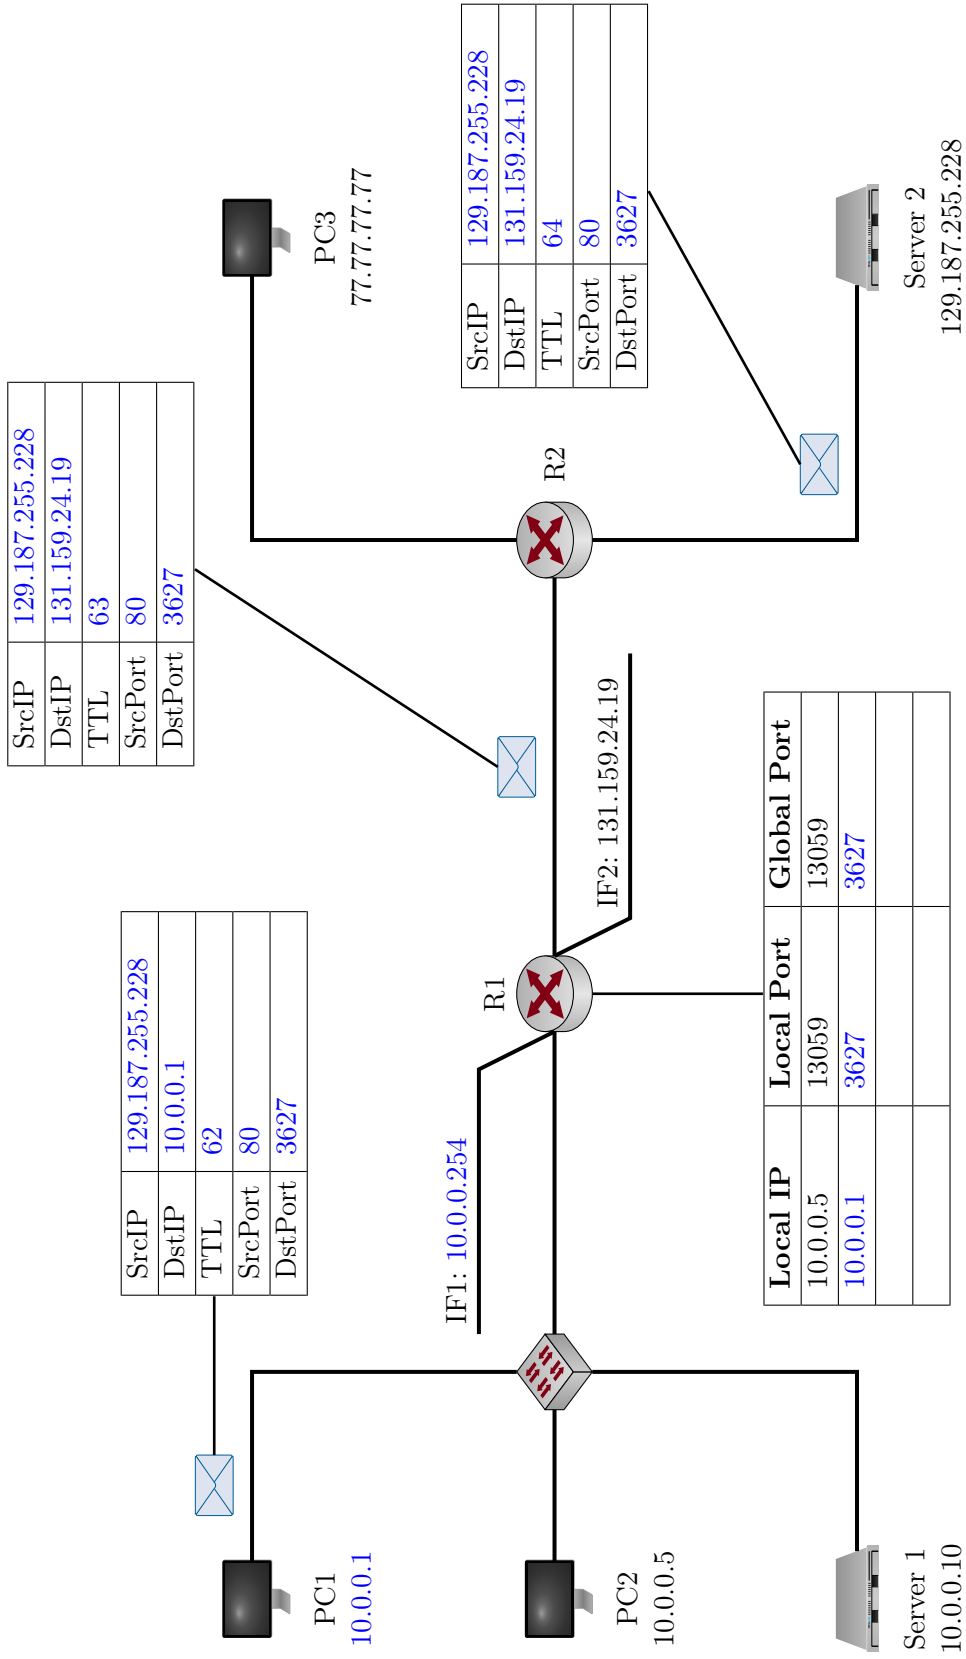 SrcIP 129.187.255.228
DstIP 10.0.0.1
TTL 62
SrcPort 80
DstPort 3627
SrcIP 129.187.255.228
DstIP 131.159.24.19
TTL 63
SrcPort 80
DstPort 3627
SrcIP 129.187.255.228
DstIP 131.159.24.19
TTL 64
SrcPort 80
DstPort 3627
PC1
10.0.0.1
PC2
10.0.0.5
Server 1
10.0.0.10
IF1: 10.0.0.254
R1
IF2: 131.159.24.19
R2
PC3
77.77.77.77
Server 2
129.187.255.228
Local IP Local Port Global Port
10.0.0.5 13059 13059
10.0.0.1 3627 3627